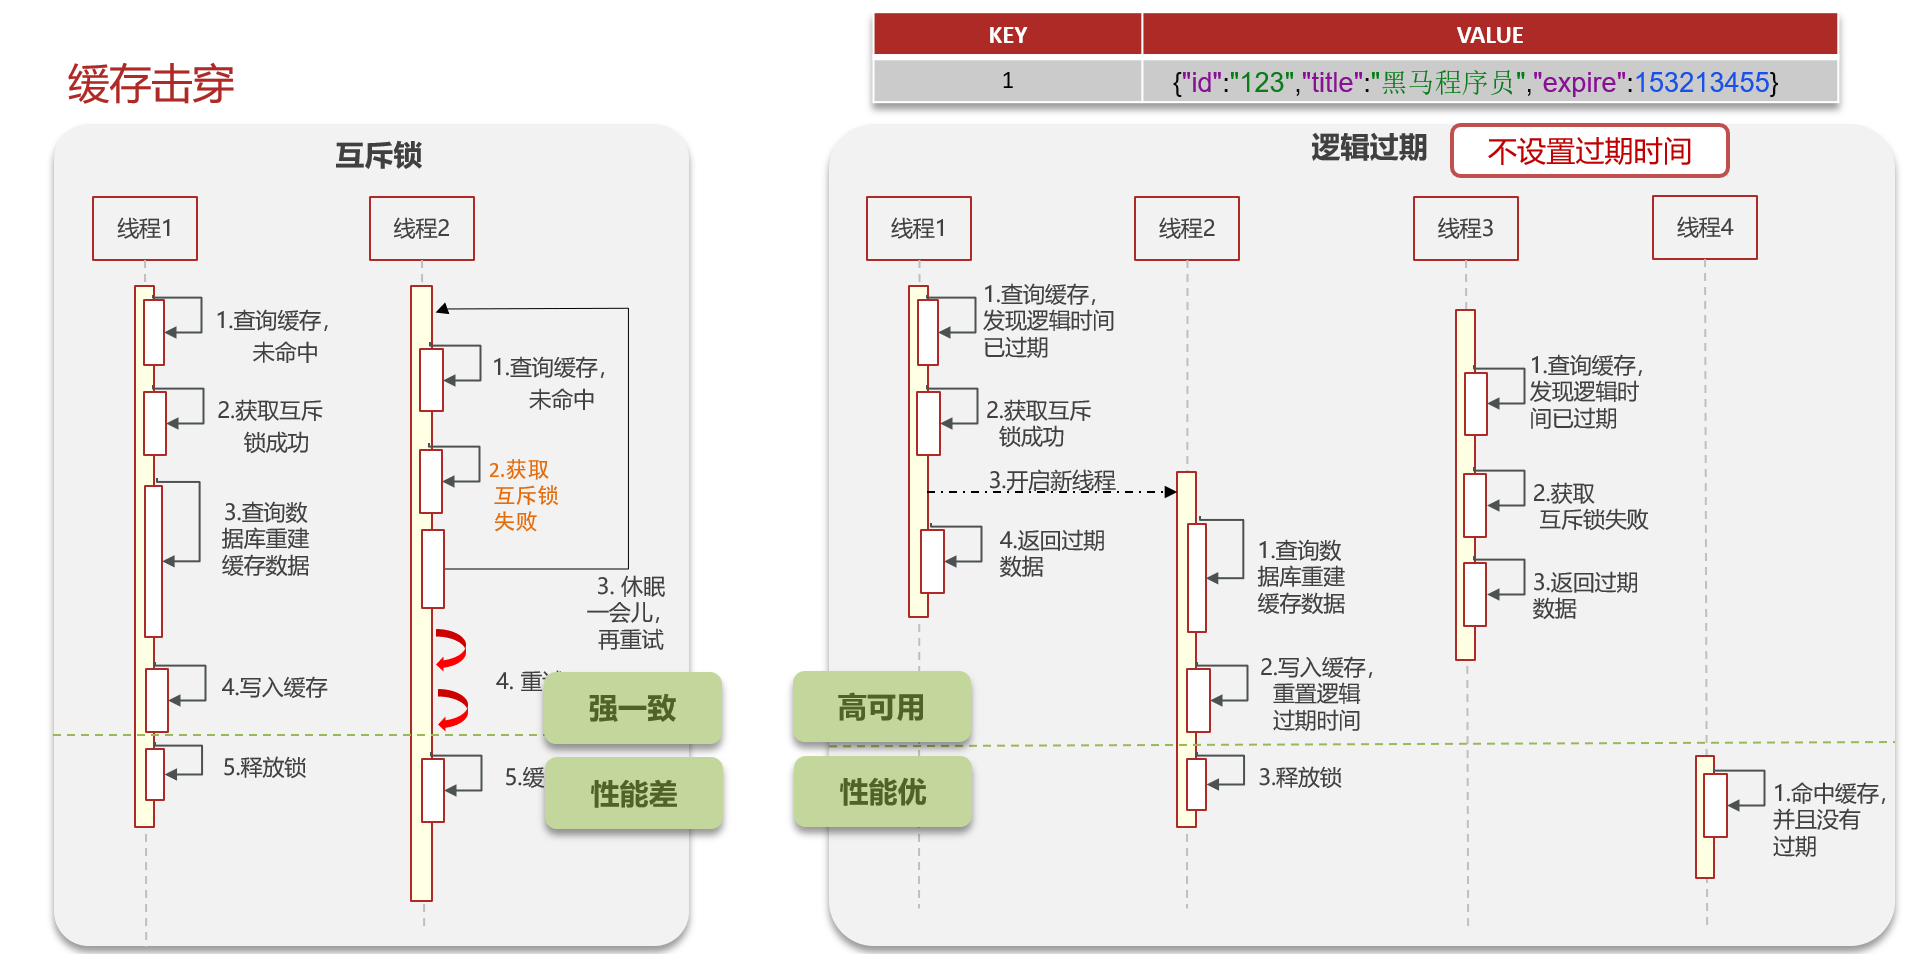 缓存击穿
KEY
VALUE
1
{"id":"123","title":"黑马程序员","expire":153213455}
互斥锁
线程1
线程2
1.查询缓存，
未命中
2.获取互斥
锁成功
3.查询数
据库重建
缓存数据
4.写入缓存
5.释放锁
1.查询缓存，
未命中
2.获取
互斥锁
失败
3. 休眠
一会儿，
再重试
4. 重
5.缓
强一致
性能差
逻辑过期
不设置过期时间
线程1
线程2
线程3
线程4
1.查询缓存，
发现逻辑时间
已过期
2.获取互斥
锁成功
3.开启新线程
4.返回过期
数据
高可用
性能优
1.查询数
据库重建
缓存数据
2.写入缓存，
重置逻辑
过期时间
3.释放锁
1.查询缓存，
发现逻辑时
间已过期
2.获取
互斥锁失败
3.返回过期
数据
1.命中缓存，
并且没有
过期